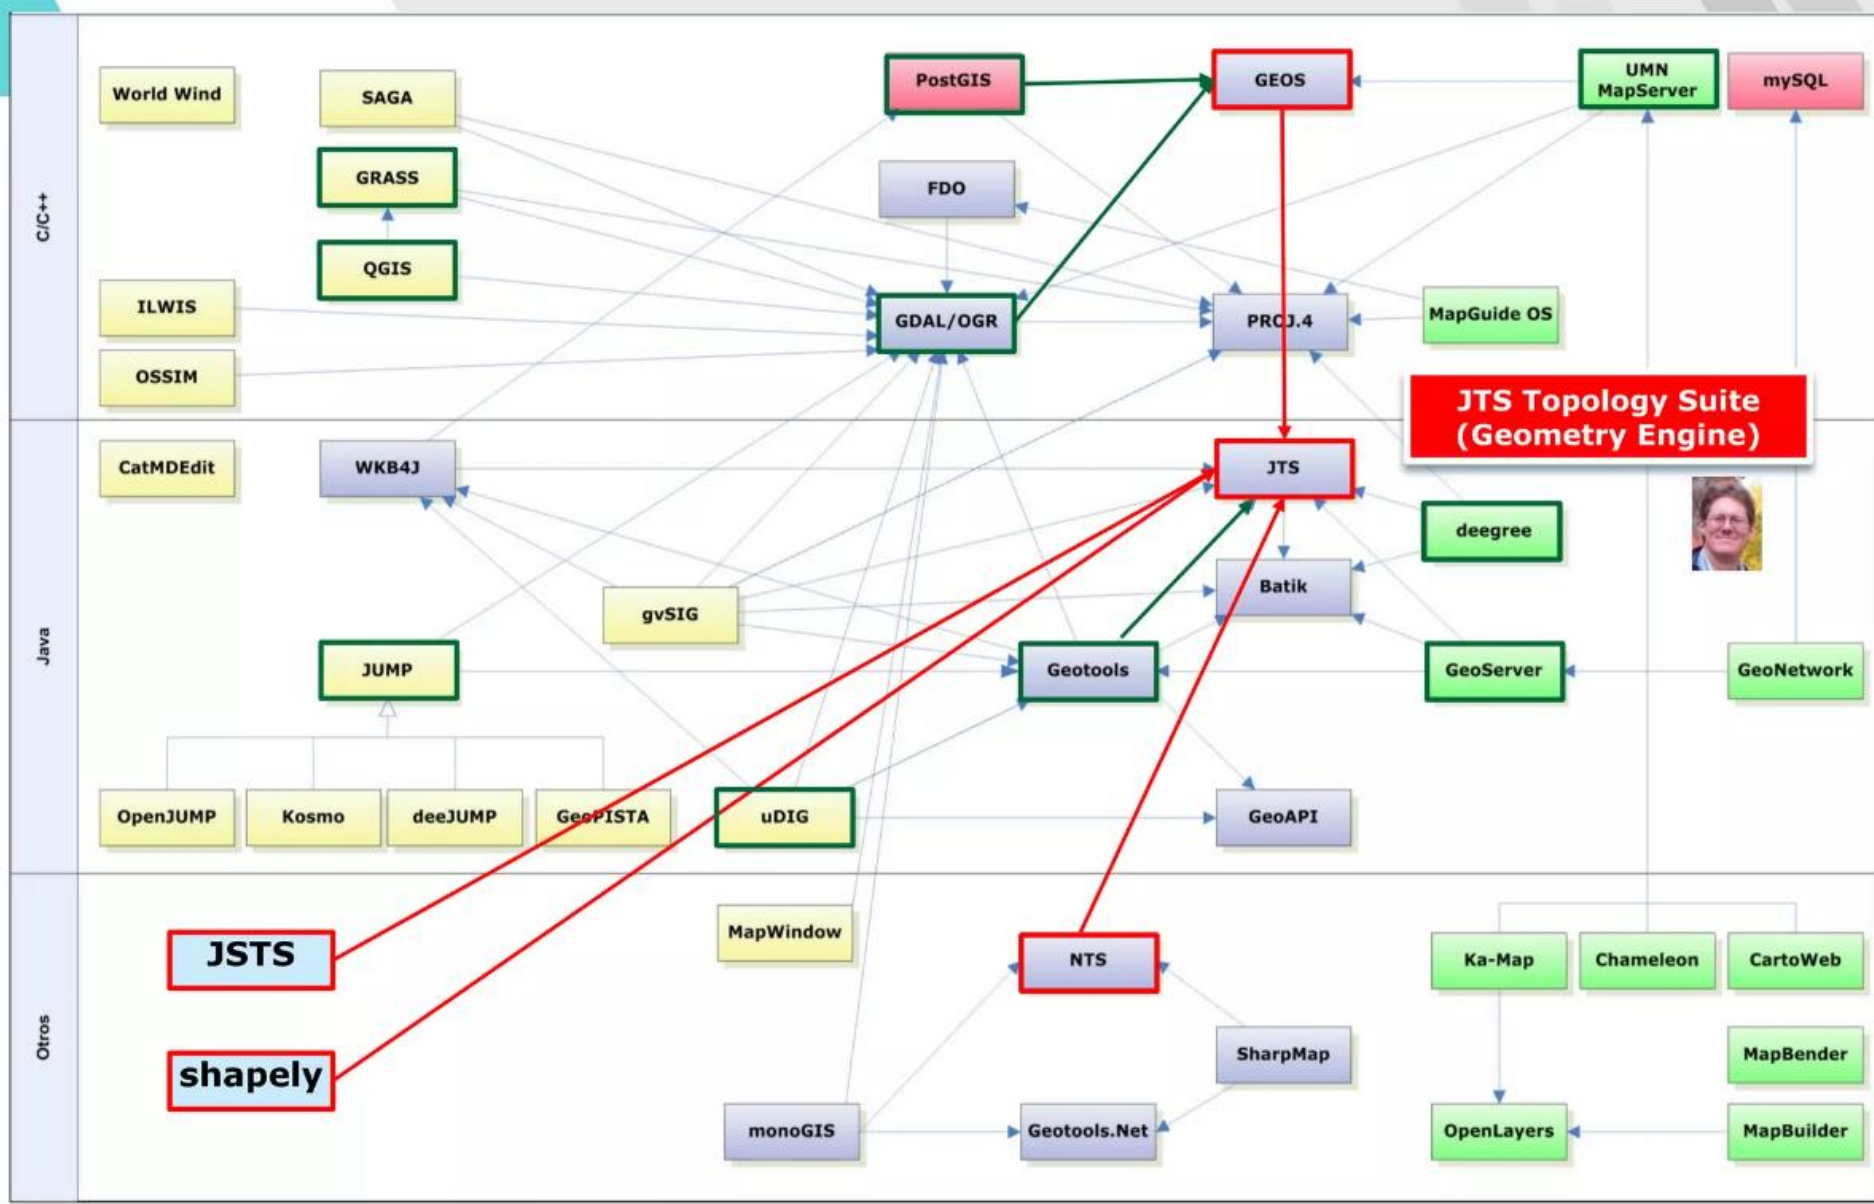 C/C++
World Wind
SAGA
PostGIS
GEOS
UMN
MapServer
mySQL
GRASS
FDO
QGIS
ILWIS
GDAL/OGR
PROJ.4
MapGuide OS
OSSIM
JTS Topology Suite
(Geometry Engine)
Java
CatMDEdit
WKB4J
JTS
deegree
Batik
gvSIG
JUMP
Geotools
GeoServer
GeoNetwork
OpenJUMP
Kosmo
deeJUMP
GeoPISTA
uDIG
GeoAPI
Otros
JSTS
MapWindow
NTS
Ka-Map
Chameleon
CartoWeb
shapely
SharpMap
MapBender
monoGIS
Geotools.Net
OpenLayers
MapBuilder